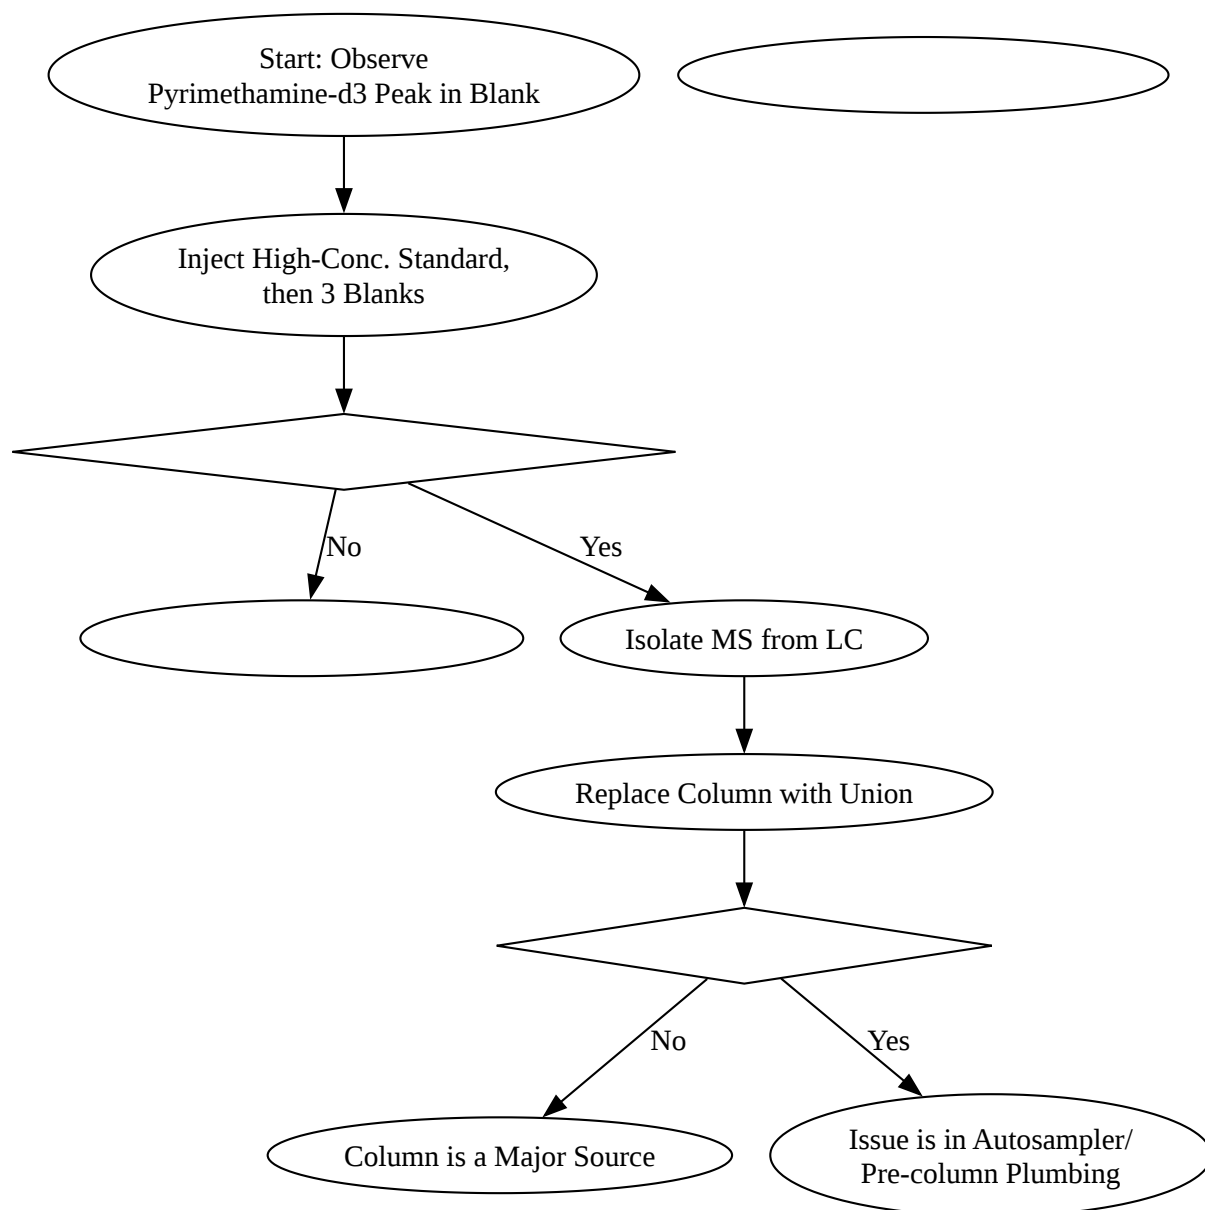 Start: Observe
Pyrimethamine-d3 Peak in Blank
Inject High-Conc. Standard,
then 3 Blanks
No
Yes
Isolate MS from LC
Replace Column with Union
No
Yes
Column is a Major Source
Issue is in Autosampler/
Pre-column Plumbing